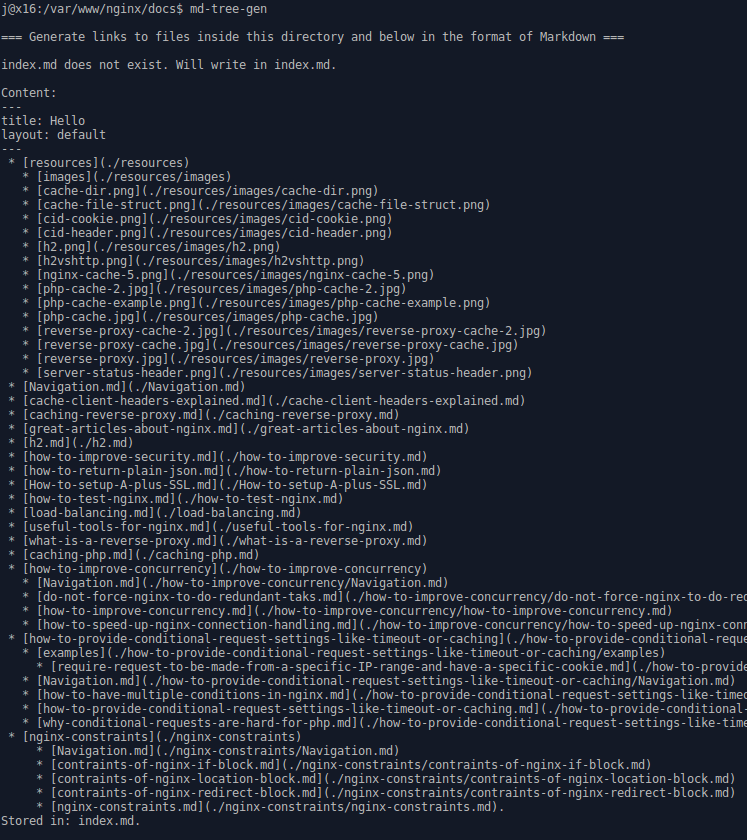 j@x16:/var/www/nginx/docs$ md-tree-gen
=== Generate links to files inside this directory and below in the format of Markdown ===
index.md does not exist. Will write in index.md.
Content:
---
title: Hello
layout: default
---
* [resources](./resources)
* [images](./resources/images)
* [cache-dir.png](./resources/images/cache-dir.png)
* [cache-file-struct.png](./resources/images/cache-file-struct.png)
* [cid-cookie.png](./resources/images/cid-cookie.png)
* [cid-header.png](./resources/images/cid-header.png)
* [h2.png](./resources/images/h2.png)
* [h2vshttp.png](./resources/images/h2vshttp.png)
* [nginx-cache-5.png](./resources/images/nginx-cache-5.png)
* [php-cache-2.jpg](./resources/images/php-cache-2.jpg)
* [php-cache-example.png](./resources/images/php-cache-example.png)
* [php-cache.jpg](./resources/images/php-cache.jpg)
* [reverse-proxy-cache-2.jpg](./resources/images/reverse-proxy-cache-2.jpg)
* [reverse-proxy-cache.jpg](./resources/images/reverse-proxy-cache.jpg)
* [reverse-proxy.jpg](./resources/images/reverse-proxy.jpg)
* [server-status-header.png](./resources/images/server-status-header.png)
* [Navigation.md](./Navigation.md)
* [cache-client-headers-explained.md](./cache-client-headers-explained.md)
* [caching-reverse-proxy.md](./caching-reverse-proxy.md)
* [great-articles-about-nginx.md](./great-articles-about-nginx.md)
* [h2.md](./h2.md)
* [how-to-improve-security.md](./how-to-improve-security.md)
* [how-to-return-plain-json.md](./how-to-return-plain-json.md)
* [How-to-setup-A-plus-SSL.md](./How-to-setup-A-plus-SSL.md)
* [how-to-test-nginx.md](./how-to-test-nginx.md)
* [load-balancing.md](./load-balancing.md)
* [useful-tools-for-nginx.md](./useful-tools-for-nginx.md)
* [what-is-a-reverse-proxy.md](./what-is-a-reverse-proxy.md)
* [caching-php.md](./caching-php.md)
* [how-to-improve-concurrency](./how-to-improve-concurrency)
* [Navigation.md](./how-to-improve-concurrency/Navigation.md)
* [do-not-force-nginx-to-do-redundant-taks.md](./how-to-improve-concurrency/do-not-force-nginx-to-do-red
* [how-to-improve-concurrency.md](./how-to-improve-concurrency/how-to-improve-concurrency.md)
* [how-to-speed-up-nginx-connection-handling.md](./how-to-improve-concurrency/how-to-speed-up-nginx-conn
* [how-to-provide-conditional-request-settings-like-timeout-or-caching](./how-to-provide-conditional-reque
* [examples](./how-to-provide-conditional-request-settings-like-timeout-or-caching/examples)
* [require-request-to-be-made-from-a-specific-IP-range-and-have-a-specific-cookie.md](./how-to-provide
* [Navigation.md](./how-to-provide-conditional-request-settings-like-timeout-or-caching/Navigation.md)
* [how-to-have-multiple-conditions-in-nginx.md](./how-to-provide-conditional-request-settings-like-timeo
* [how-to-provide-conditional-request-settings-like-timeout-or-caching.md](./how-to-provide-conditional-
* [why-conditional-requests-are-hard-for-php.md](./how-to-provide-conditional-request-settings-like-time
* [nginx-constraints](./nginx-constraints)
* [Navigation.md](./nginx-constraints/Navigation.md)
* [contraints-of-nginx-if-block.md](./nginx-constraints/contraints-of-nginx-if-block.md)
* [contraints-of-nginx-location-block.md](./nginx-constraints/contraints-of-nginx-location-block.md)
* [contraints-of-nginx-redirect-block.md](./nginx-constraints/contraints-of-nginx-redirect-block.md)
* [nginx-constraints.md](./nginx-constraints/nginx-constraints.md).
Stored in: index.md.